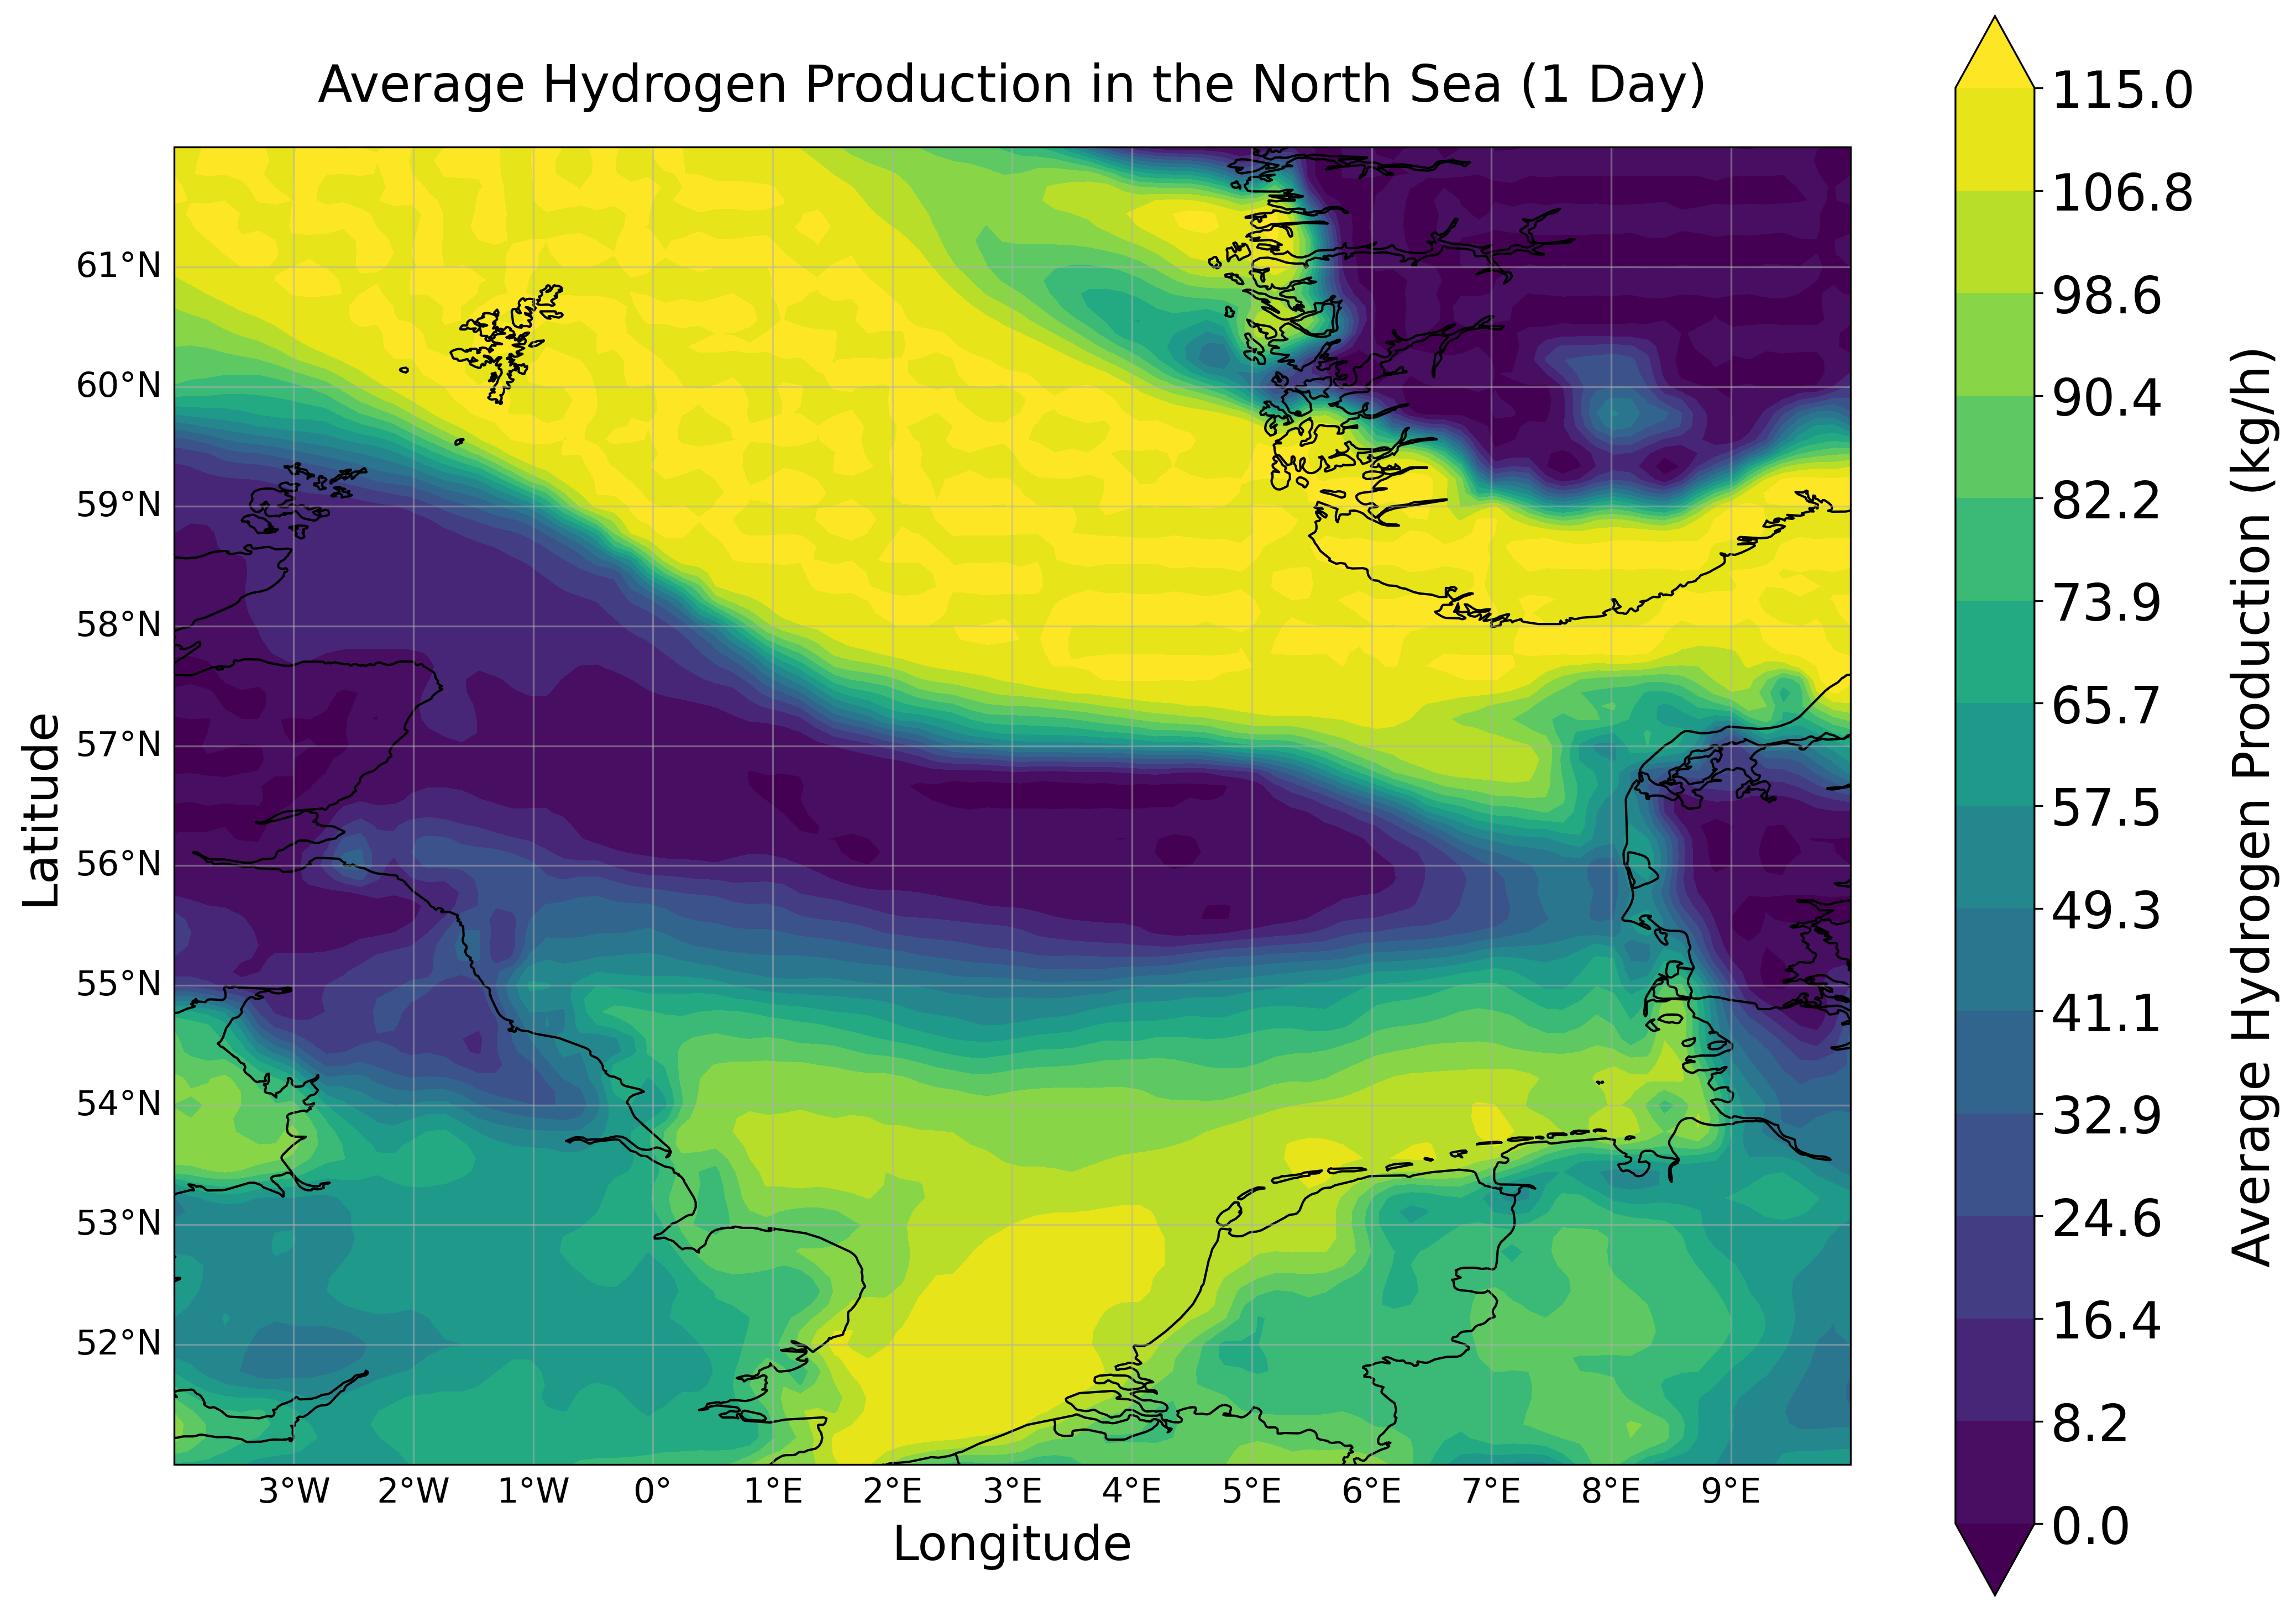 Average Hydrogen Production in the North Sea (1 Day)
Latitude
61°N
60°N
59°N
58°N
57°N
56°N
55°N
54°N
53°N
52°N
3°W 2°W 1°W 0° 1°E 2°E 3°E 4°E 5°E 6°E 7°E 8°E 9°E
Longitude
115.0
106.8
98.6
90.4
82.2
73.9
65.7
57.5
49.3
41.1
32.9
24.6
16.4
8.2
0.0
Average Hydrogen Production (kg/h)